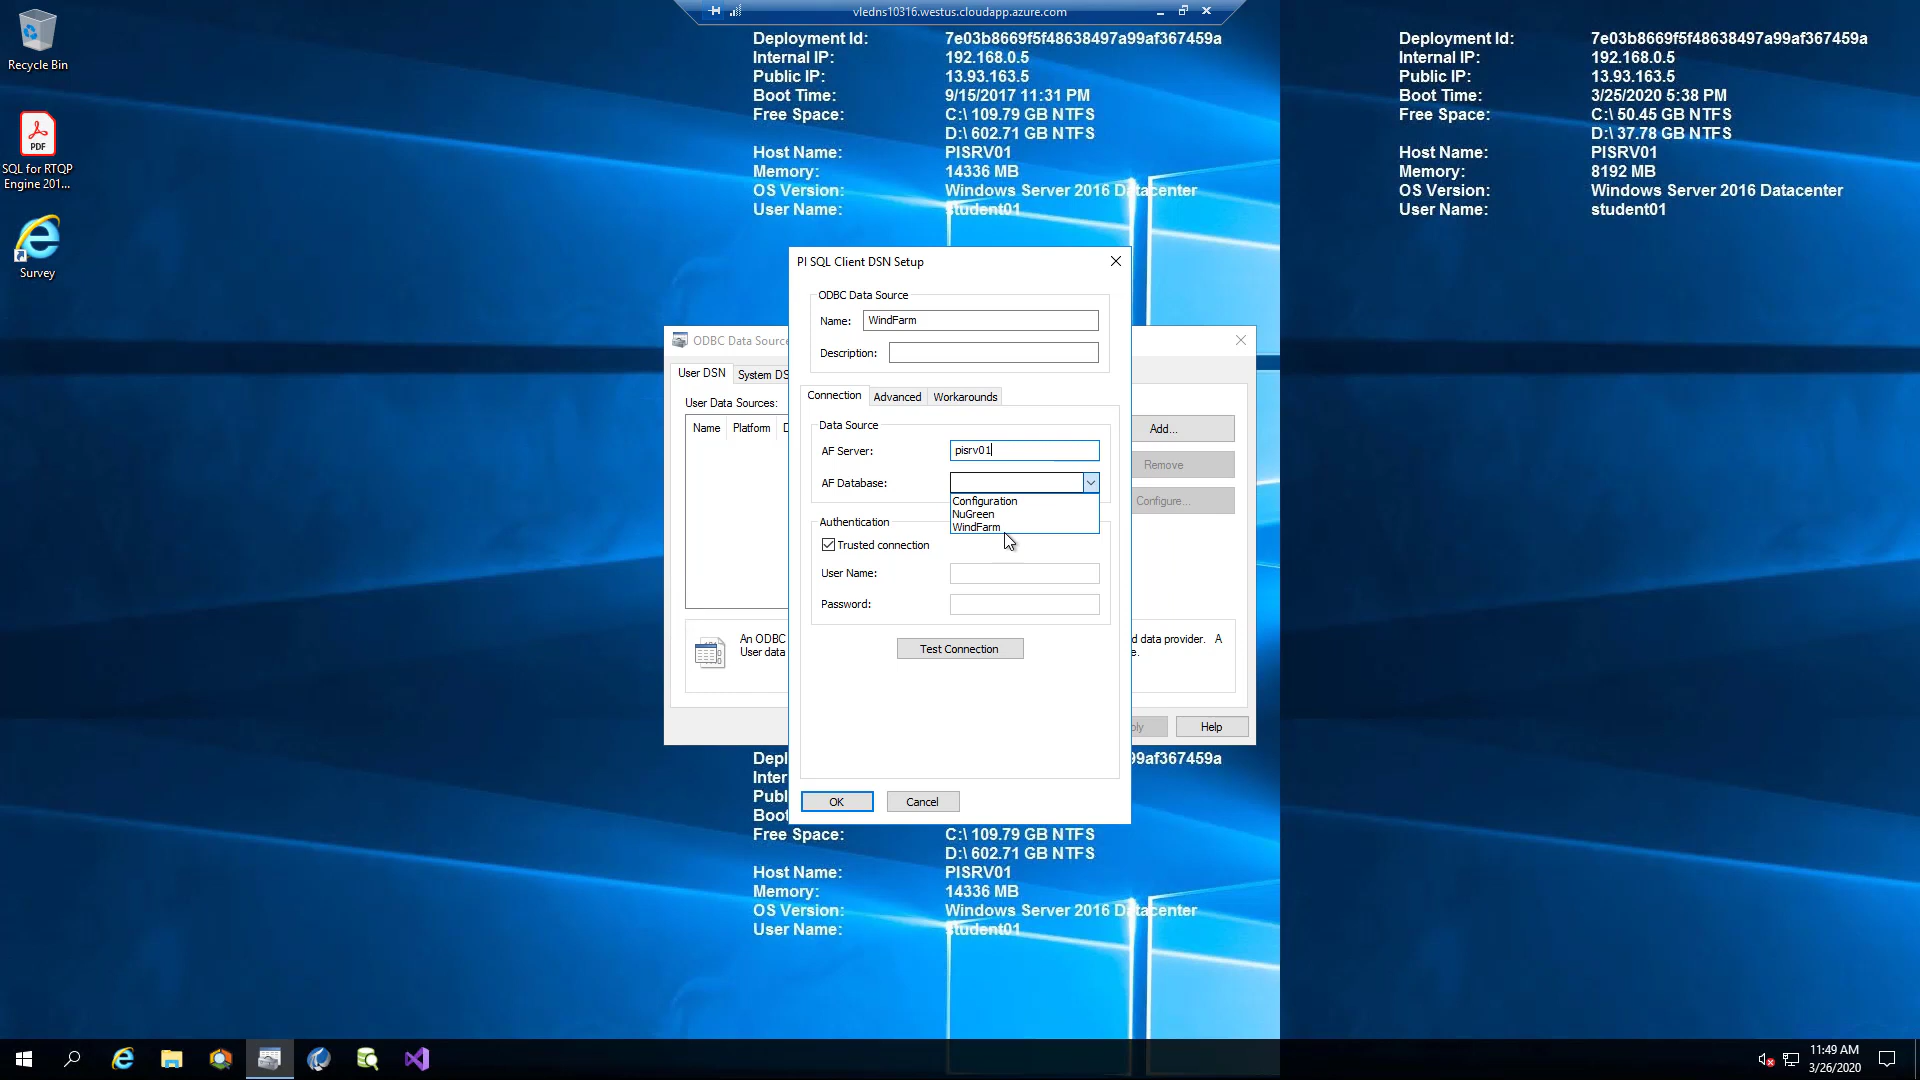 vledns10316.westus.cloudapp.azure.com
Recycle Bin
SQL for RTQP
Engine 201...
Survey
PDF
Deployment Id: 7e03b8669f5f48638497a99af367459a
Internal IP: 192.168.0.5
Public IP: 13.93.163.5
Boot Time: 9/15/2017 11:31 PM
Free Space: C:\ 109.79 GB NTFS
D:\ 602.71 GB NTFS
Host Name: PISRV01
Memory: 14336 MB
OS Version: Windows Server 2016 Datacenter
User Name: student01
Deployment Id: 7e03b8669f5f48638497a99af367459a
Internal IP: 192.168.0.5
Public IP: 13.93.163.5
Boot Time: 3/25/2020 5:38 PM
Free Space: C:\ 50.45 GB NTFS
D:\ 37.78 GB NTFS
Host Name: PISRV01
Memory: 8192 MB
OS Version: Windows Server 2016 Datacenter
User Name: student01
PI SQL Client DSN Setup
ODBC Data Source
Name: WindFarm
Description:
Connection Advanced Workarounds
Data Source
AF Server: pisrv01
AF Database:
Configuration
NuGreen
WindFarm
Authentication
Trusted connection
User Name:
Password:
Test Connection
OK Cancel
ODBC Data Source
User DSN System DS
User Data Sources:
Name Platform D
Add...
Remove
Configure...
An ODBC
User data
d data provider. A
e.
ply Help
Depl 99af367459a
Inter
Publ
Boot
Free Space: C:\ 109.79 GB NTFS
D:\ 602.71 GB NTFS
Host Name: PISRV01
Memory: 14336 MB
OS Version: Windows Server 2016 Datacenter
User Name: student01
11:49 AM
3/26/2020